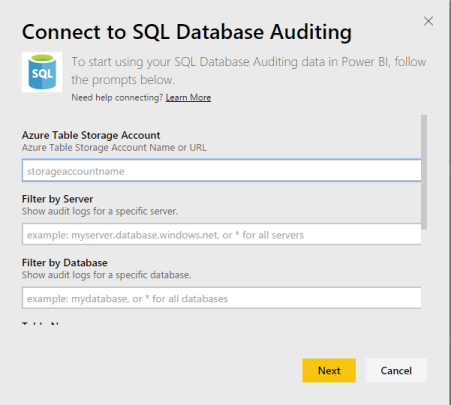 Connect to SQL Database Auditing
SQL
To start using your SQL Database Auditing data in Power BI, follow
the prompts below.
Need help connecting? Learn More
Azure Table Storage Account
Azure Table Storage Account Name or URL
storageaccountname
Filter by Server
Show audit logs for a specific server.
example: myserver.database.windows.net, or * for all servers
Filter by Database
Show audit logs for a specific database.
example: mydatabase, or * for all databases
Next
Cancel